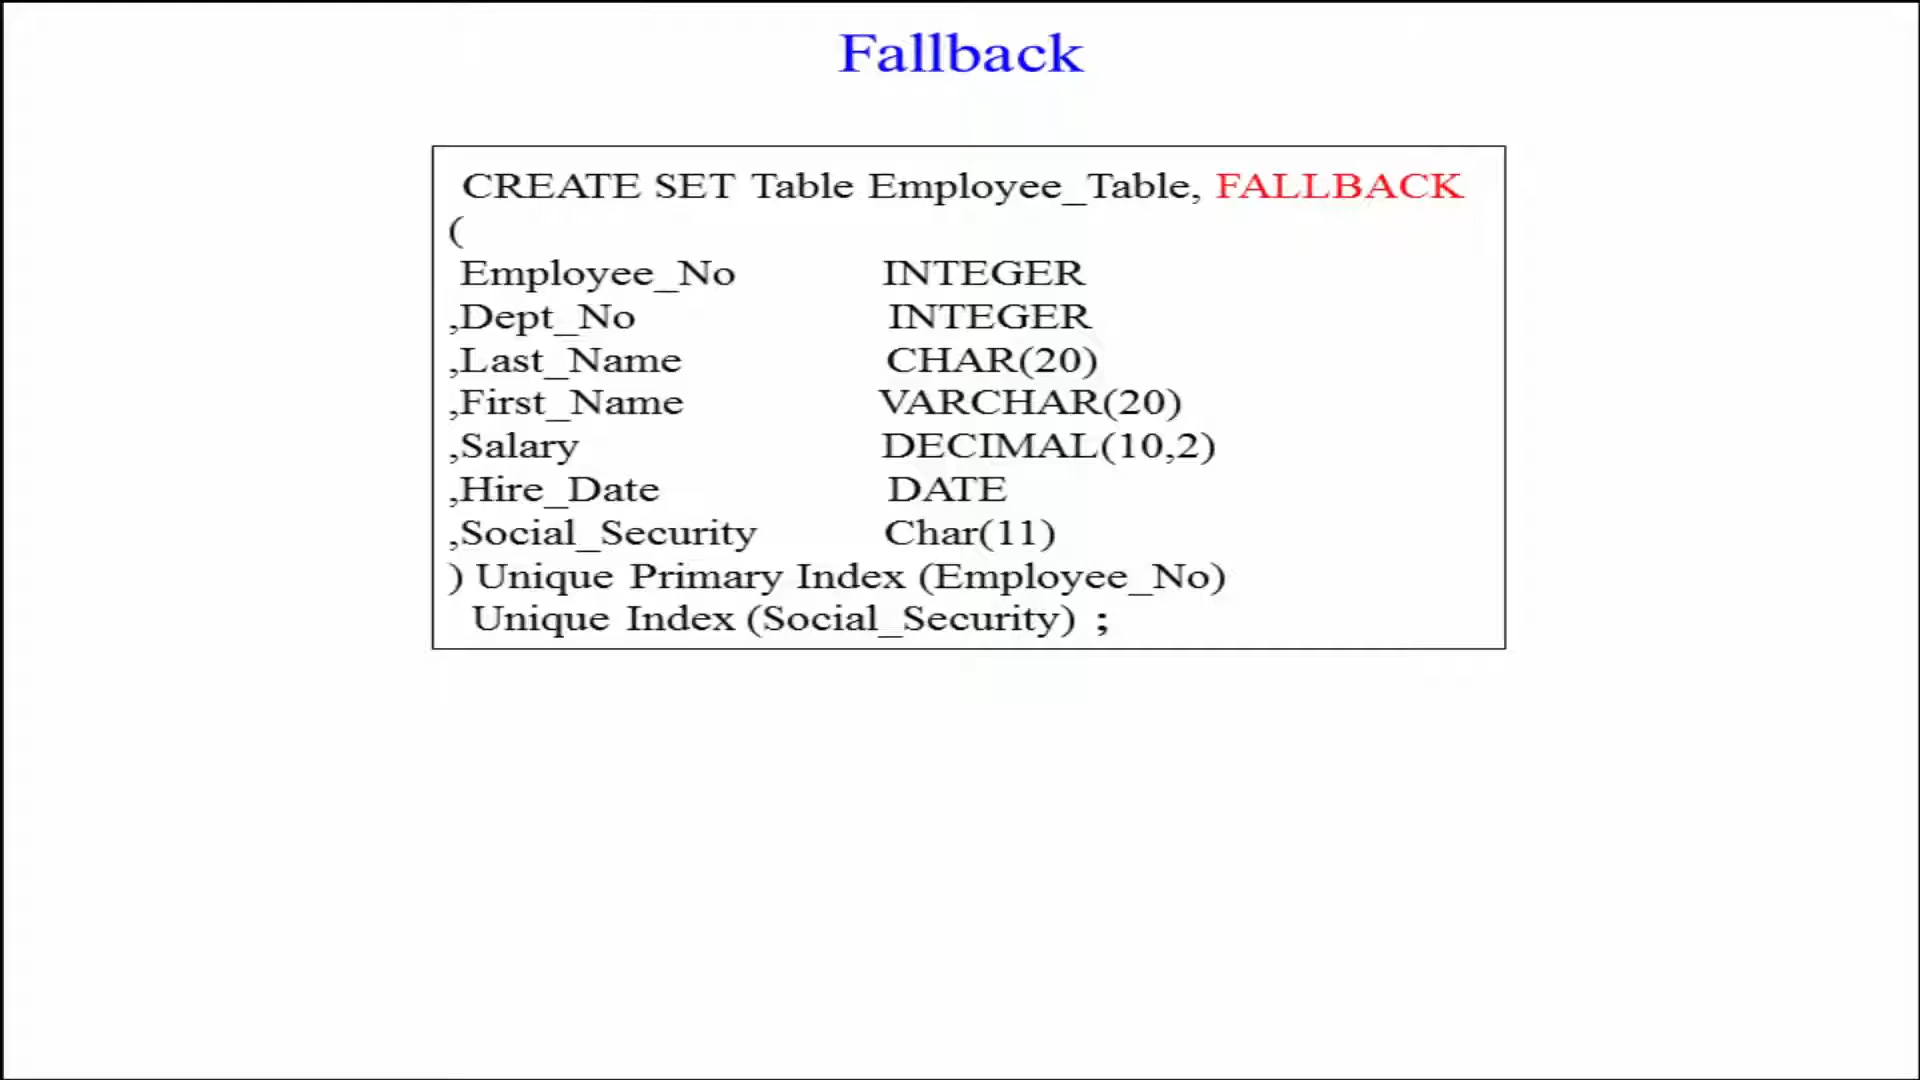 Fallback
CREATE SET Table Employee_Table, FALLBACK
(
Employee_No INTEGER
,Dept_No INTEGER
,Last_Name CHAR(20)
,First_Name VARCHAR(20)
,Salary DECIMAL(10,2)
,Hire_Date DATE
,Social_Security Char(11)
) Unique Primary Index (Employee_No)
Unique Index (Social_Security) ;